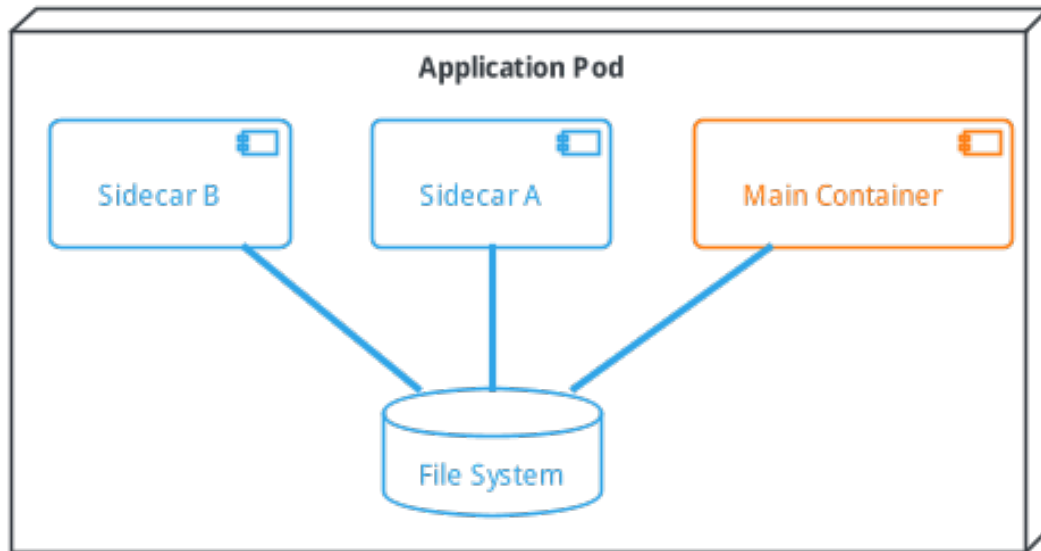 Application Pod
Sidecar B
Sidecar A
Main Container
File System